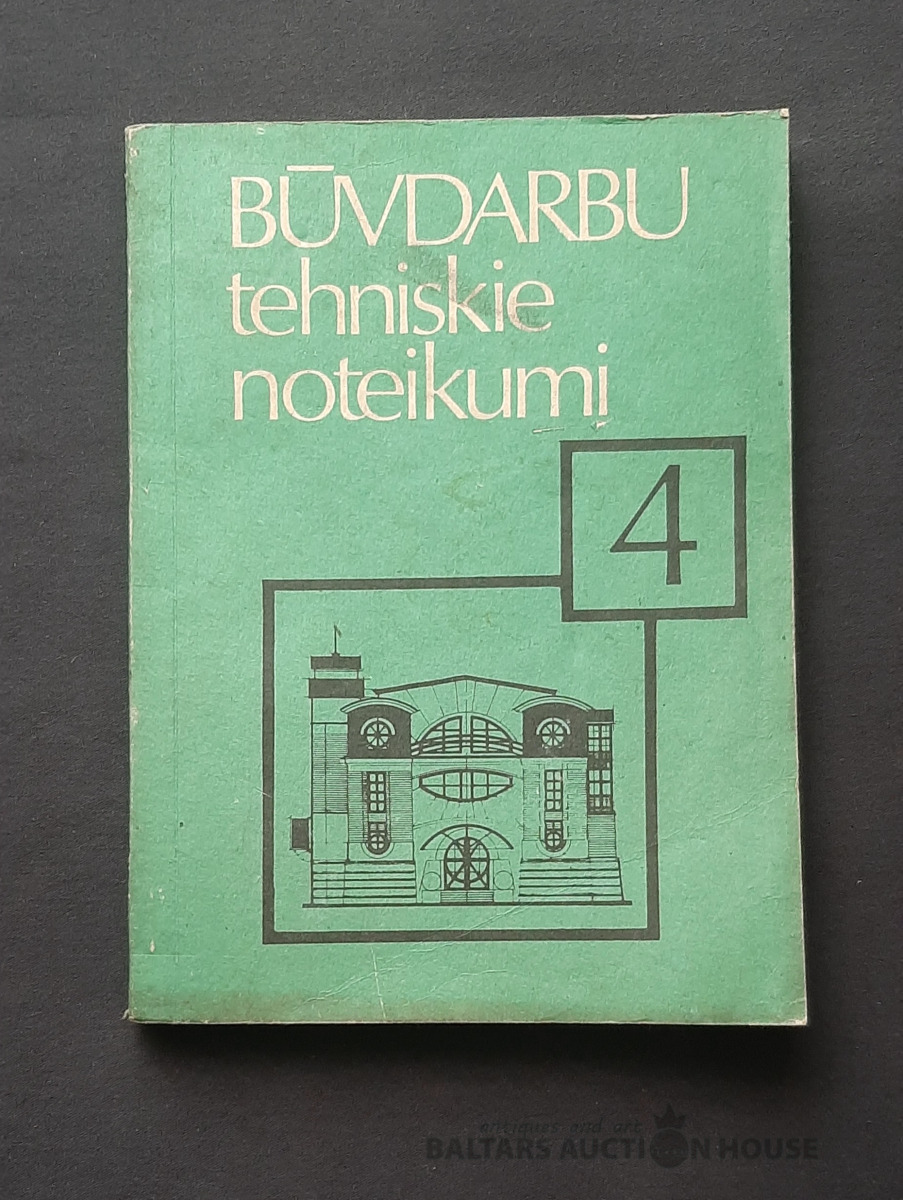 BŪVDARBU
tehniskie
noteikumi
4
antiques and art
BALTARS AUCTION HOUSE